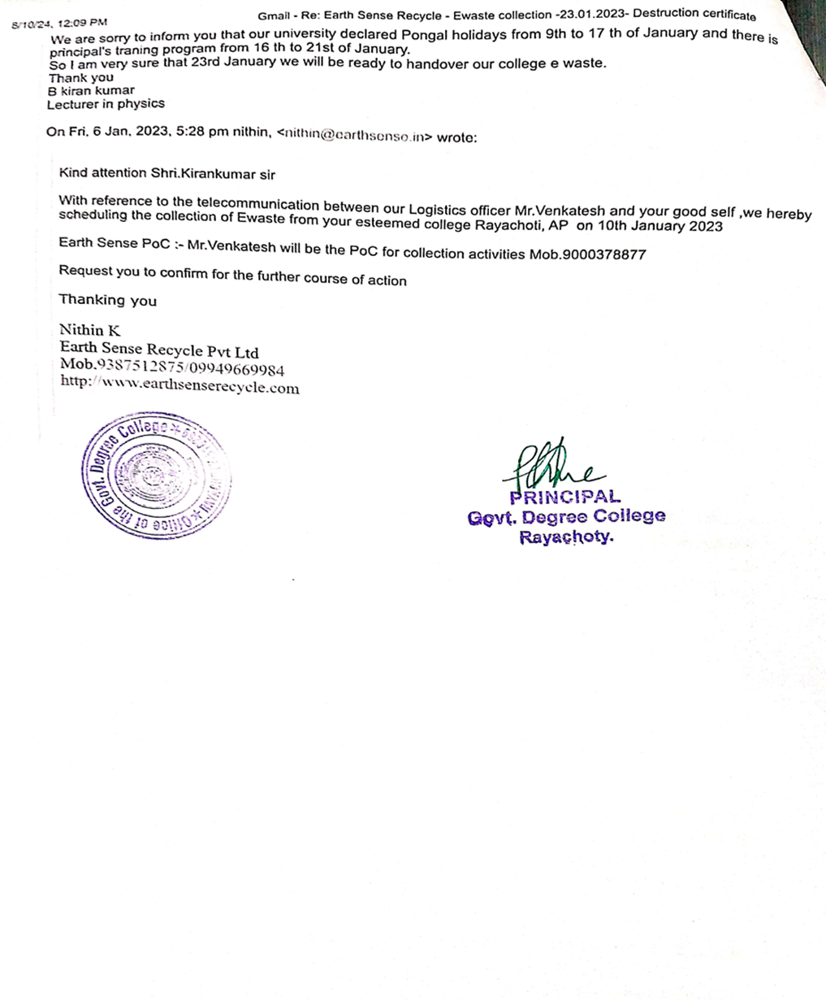 8/10/24, 12:09 PM
Gmail - Re: Earth Sense Recycle - Ewaste collection -23.01.2023- Destruction certificate
We are sorry to inform you that our university declared Pongal holidays from 9th to 17 th of January and there is
principal's traning program from 16 th to 21st of January.
So I am very sure that 23rd January we will be ready to handover our college e waste.
Thank you
B kiran kumar
Lecturer in physics
On Fri, 6 Jan, 2023, 5:28 pm nithin, <nithin@earthsense.in> wrote:
Kind attention Shri.Kirankumar sir
With reference to the telecommunication between our Logistics officer Mr.Venkatesh and your good self ,we hereby
scheduling the collection of Ewaste from your esteemed college Rayachoti, AP on 10th January 2023
Earth Sense PoC :- Mr.Venkatesh will be the PoC for collection activities Mob.9000378877
Request you to confirm for the further course of action
Thanking you
Nithin K
Earth Sense Recycle Pvt Ltd
Mob.9387512875/09949669984
http://www.earthsenserecycle.com
Office of the Govt. Degree College
PRINCIPAL
Govt. Degree College
Rayachoty.